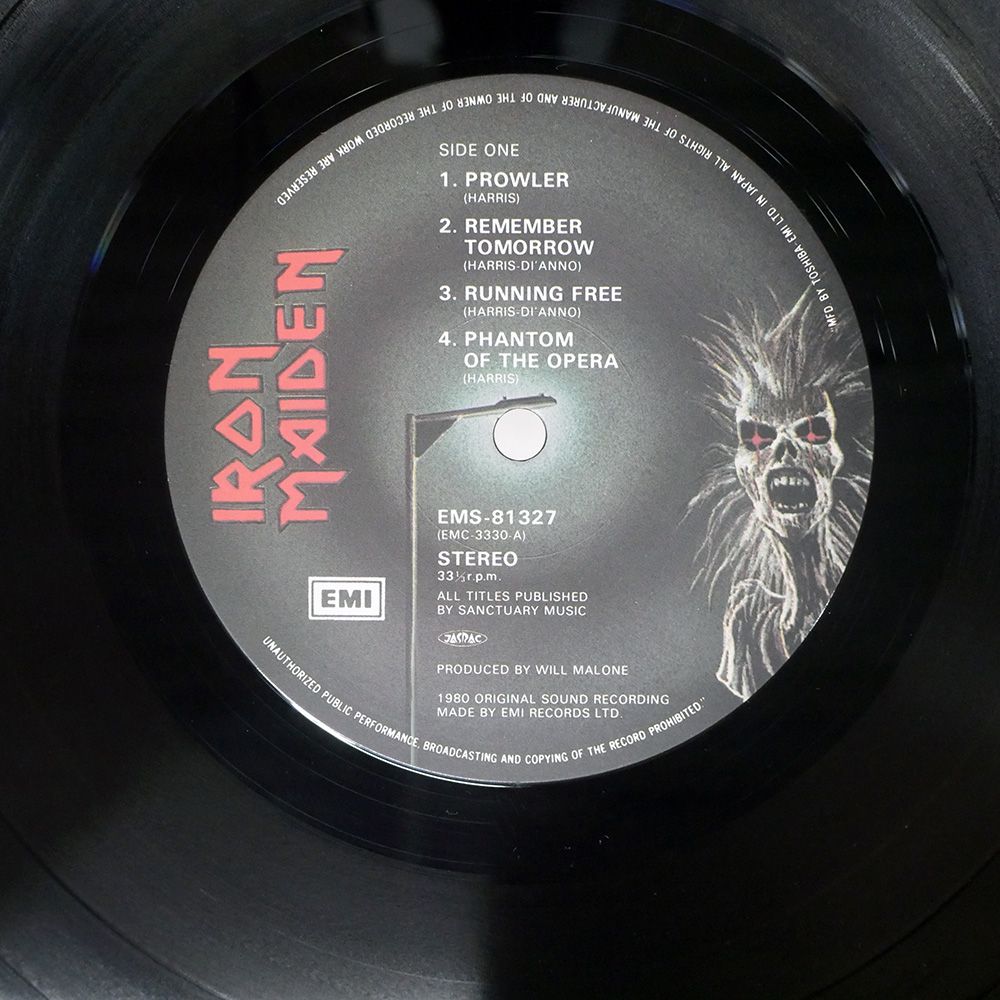 "MFD BY TOSHIBA-EMI LTD IN JAPAN ALL RIGHTS OF THE MANUFACTURER AND OF THE OWNER OF THE RECORDED WORK ARE RESERVED
SIDE ONE
1. PROWLER
(HARRIS)
2. REMEMBER
TOMORROW
(HARRIS-DI'ANNO)
3. RUNNING FREE
(HARRIS-DI'ANNO)
4. PHANTOM
OF THE OPERA
(HARRIS)
IRON
MAIDEN
EMS-81327
(EMC-3330-A)
STEREO
33⅓r.p.m.
EMI
ALL TITLES PUBLISHED
BY SANCTUARY MUSIC
JASRAC
PRODUCED BY WILL MALONE
1980 ORIGINAL SOUND RECORDING
MADE BY EMI RECORDS LTD.
UNAUTHORIZED PUBLIC PERFORMANCE, BROADCASTING AND COPYING OF THE RECORD PROHIBITED."